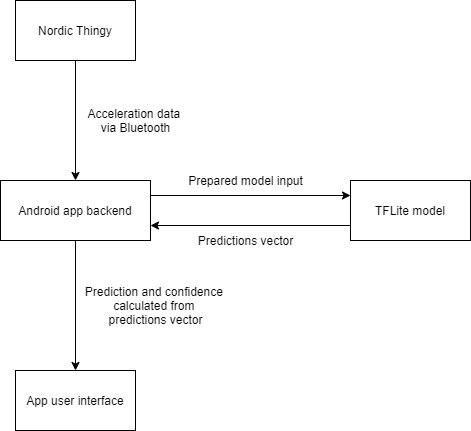 Nordic Thingy
Acceleration data
via Bluetooth
Prepared model input
Android app backend
TFLite model
Predictions vector
Prediction and confidence
calculated from
predictions vector
App user interface